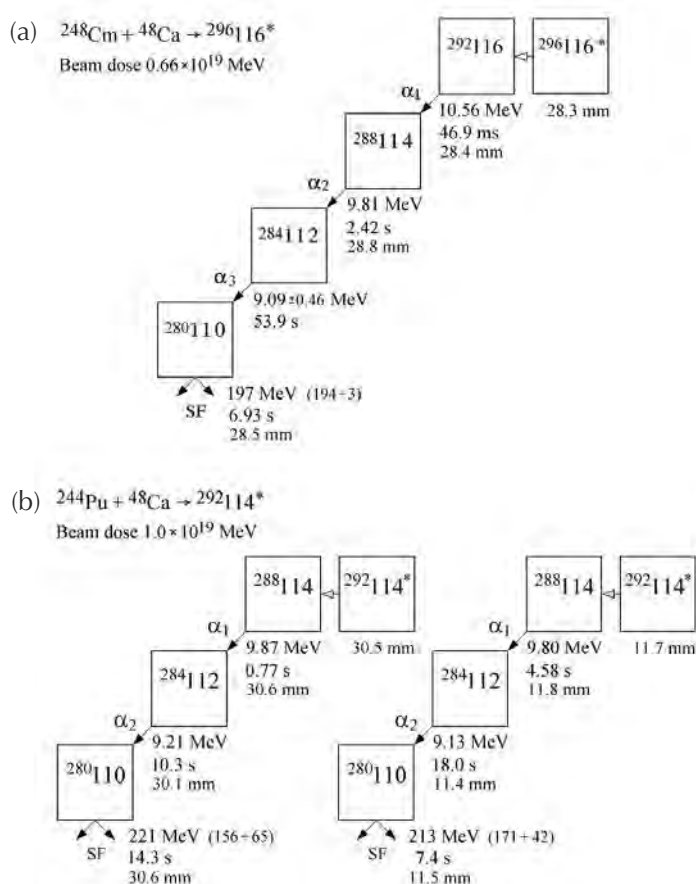 (a) ²⁴⁸Cm + ⁴⁸Ca → ²⁹⁶116*
Beam dose 0.66×10¹⁹ MeV
²⁹²116
²⁹⁶116*
α₁
10.56 MeV
46.9 ms
28.4 mm
28.3 mm
²⁸⁸114
α₂
9.81 MeV
2.42 s
28.8 mm
²⁸⁴112
α₃
9.09±0.46 MeV
53.9 s
²⁸⁰110
SF
197 MeV (194+3)
6.93 s
28.5 mm
(b) ²⁴⁴Pu + ⁴⁸Ca → ²⁹²114*
Beam dose 1.0×10¹⁹ MeV
²⁸⁸114
²⁹²114*
α₁
9.87 MeV
0.77 s
30.6 mm
30.5 mm
²⁸⁴112
α₂
9.21 MeV
10.3 s
30.1 mm
²⁸⁰110
SF
221 MeV (156+65)
14.3 s
30.6 mm
²⁸⁸114
²⁹²114*
α₁
9.80 MeV
4.58 s
11.8 mm
11.7 mm
²⁸⁴112
α₂
9.13 MeV
18.0 s
11.4 mm
²⁸⁰110
SF
213 MeV (171+42)
7.4 s
11.5 mm